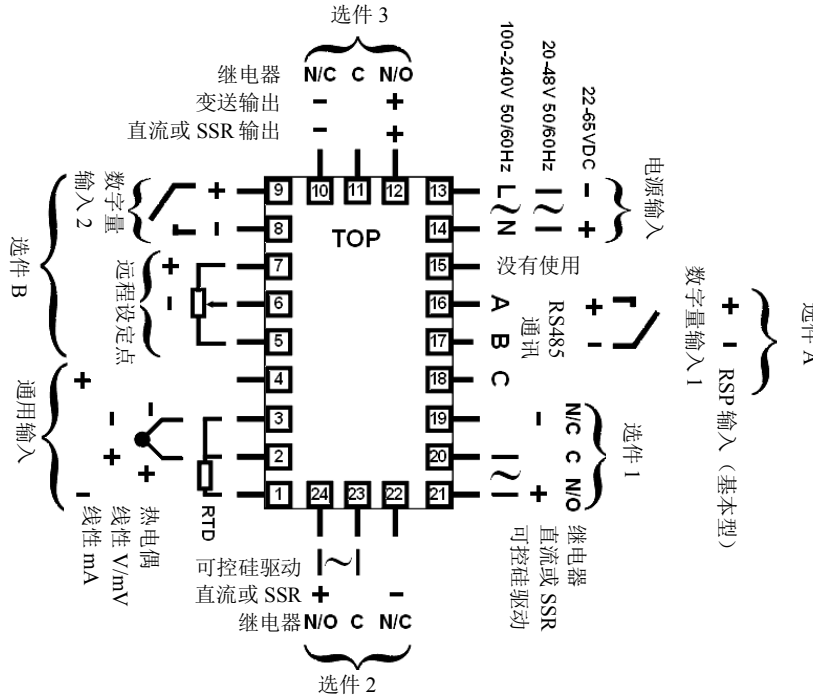 选件 3
继电器 N/C C N/O
变送输出 − +
直流或 SSR 输出 − +
100-240V 50/60Hz L N
20-48V 50/60Hz
22-65VDC − +
电源输入
9 10 11 12 13
TOP
8 14
7 15
6 16
5 17
4 18
3 19
2 20
1 24 23 22 21
+ −
数字量
输入 2
+ −
远程设定点
选件 B
没有使用
A B C
RS485
通讯
+ −
数字量输入 1
+ − RSP 输入（基本型）
选件 A
N/C C N/O
− +
选件 1
继电器
直流或 SSR
可控硅驱动
通用输入
RTD
− + 热电偶
− + 线性 V/mV
+ − 线性 mA
可控硅驱动
直流或 SSR + −
继电器 N/O C N/C
选件 2